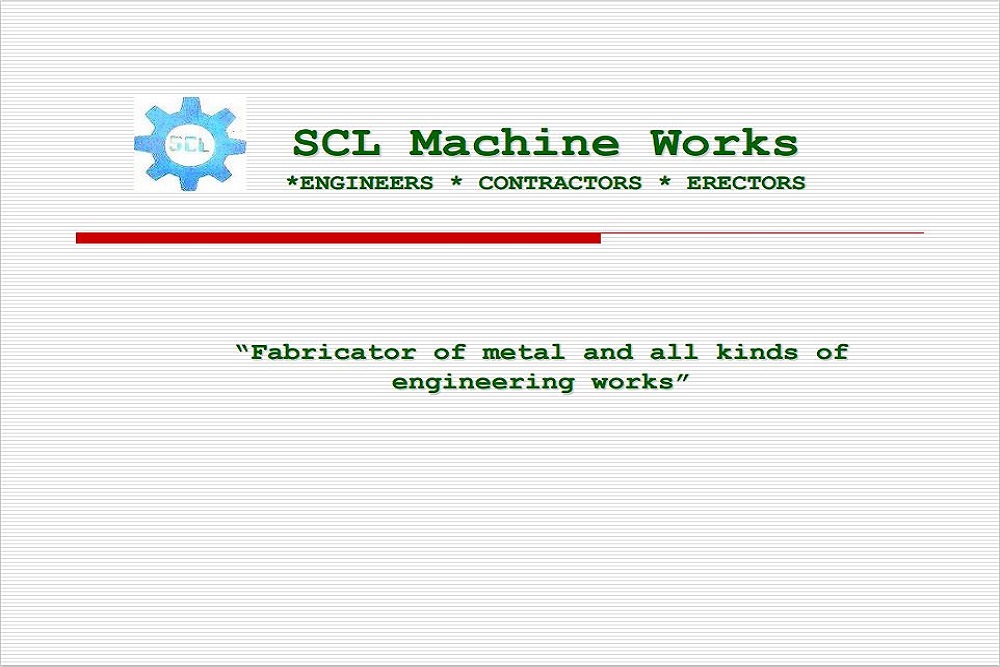 SCL
SCL Machine Works
*ENGINEERS * CONTRACTORS * ERECTORS
“Fabricator of metal and all kinds of
engineering works”